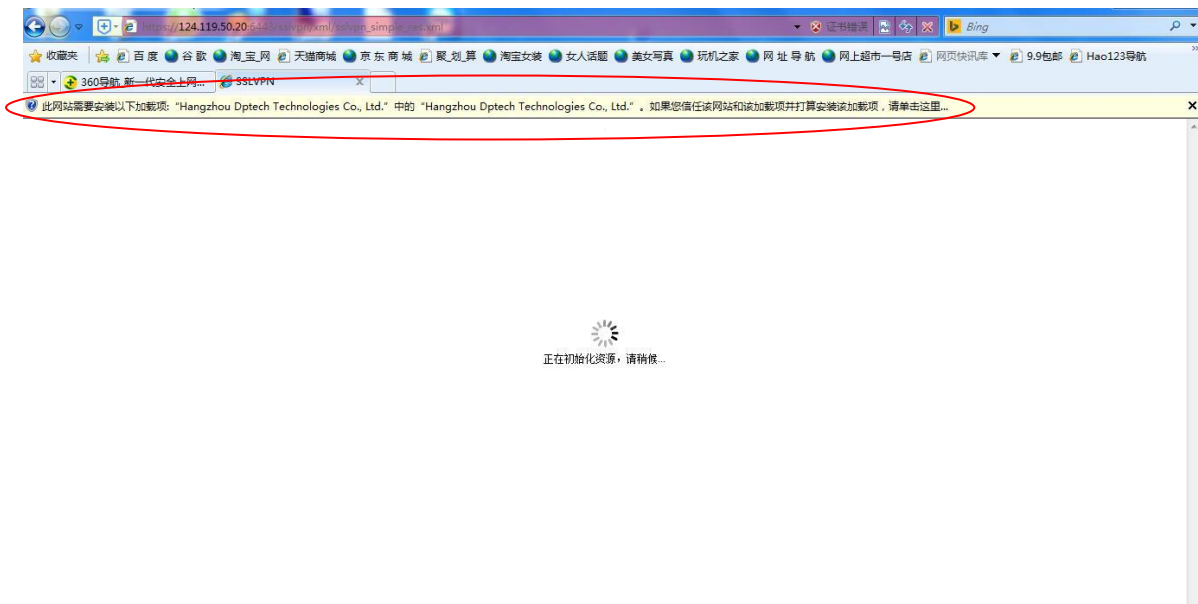 https://124.119.50.20:6443/sslvpn/xml/sslvpn_simple_res.xml 证书错误 Bing
收藏夹 百度 谷歌 淘_宝_网 天猫商城 京东商城 聚_划_算 淘宝女装 女人话题 美女写真 玩机之家 网址导航 网上超市—号店 网页快讯库 9.9包邮 Hao123导航
360导航_新一代安全上网... SSLVPN
此网站需要安装以下加载项: “Hangzhou Dptech Technologies Co., Ltd.”中的“Hangzhou Dptech Technologies Co., Ltd.”。如果您信任该网站和该加载项并打算安装该加载项，请单击这里...
正在初始化资源，请稍候...